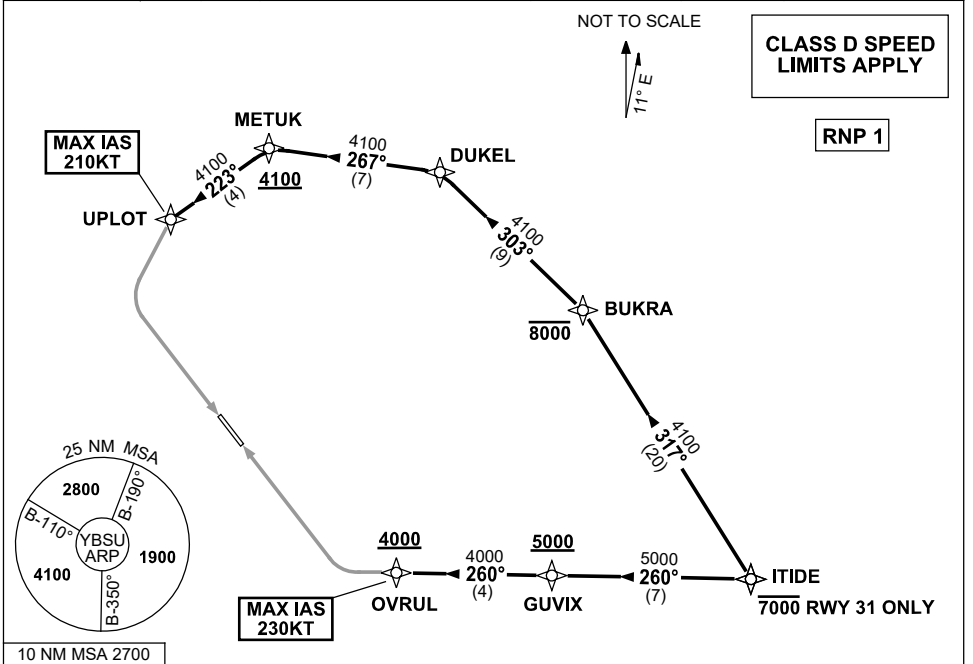 NOT TO SCALE
CLASS D SPEED
LIMITS APPLY
11° E
RNP 1
METUK
MAX IAS
210KT
4100
267°
(7)
DUKEL
4100
223°
(4)
4100
UPLOT
4100
303°
(9)
BUKRA
8000
4100
317°
(20)
25 NM MSA
2800
B-190°
B-110°
YBSU
ARP
1900
4100
B-350°
10 NM MSA 2700
4000
4000
260°
(4)
5000
5000
260°
(7)
ITIDE
OVRUL
GUVIX
7000 RWY 31 ONLY
MAX IAS
230KT